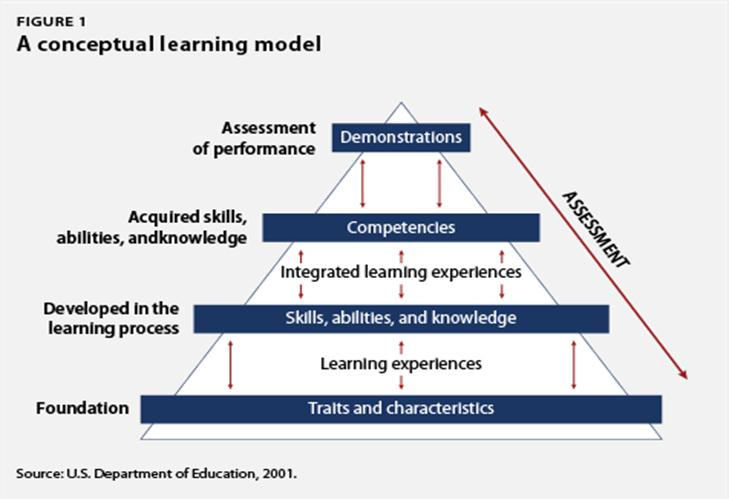 FIGURE 1
A conceptual learning model
Assessment
of performance
Demonstrations
Acquired skills,
abilities, andknowledge
Competencies
ASSESSMENT
Integrated learning experiences
Developed in the
learning process
Skills, abilities, and knowledge
Learning experiences
Foundation
Traits and characteristics
Source: U.S. Department of Education, 2001.